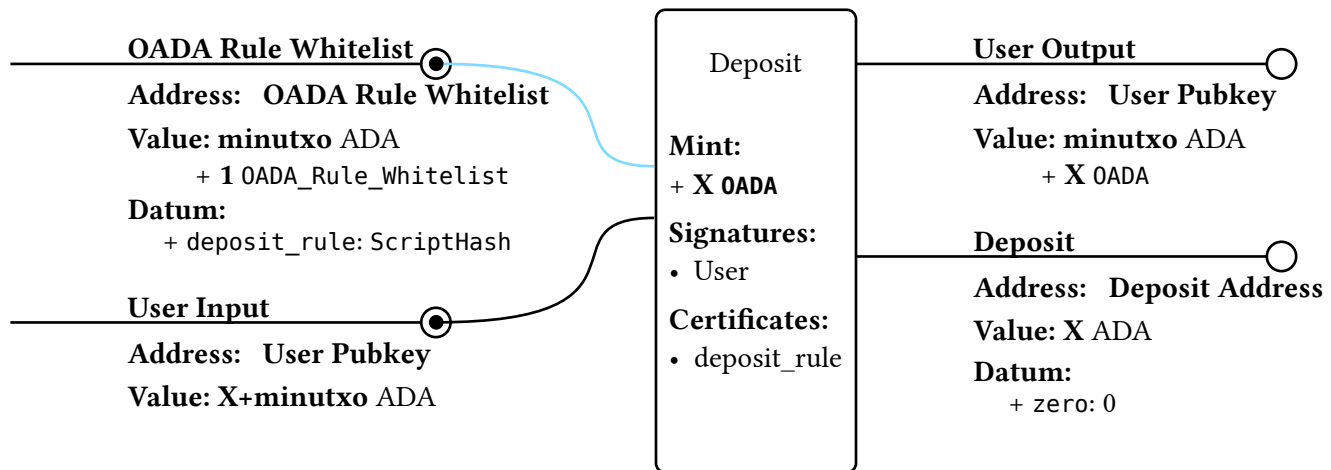 OADA Rule Whitelist
Address: OADA Rule Whitelist
Value: minutxo ADA
+ 1 OADA_Rule_Whitelist
Datum:
+ deposit_rule: ScriptHash
User Input
Address: User Pubkey
Value: X+minutxo ADA
Deposit
Mint:
+ X OADA
Signatures:
• User
Certificates:
• deposit_rule
User Output
Address: User Pubkey
Value: minutxo ADA
+ X OADA
Deposit
Address: Deposit Address
Value: X ADA
Datum:
+ zero: 0